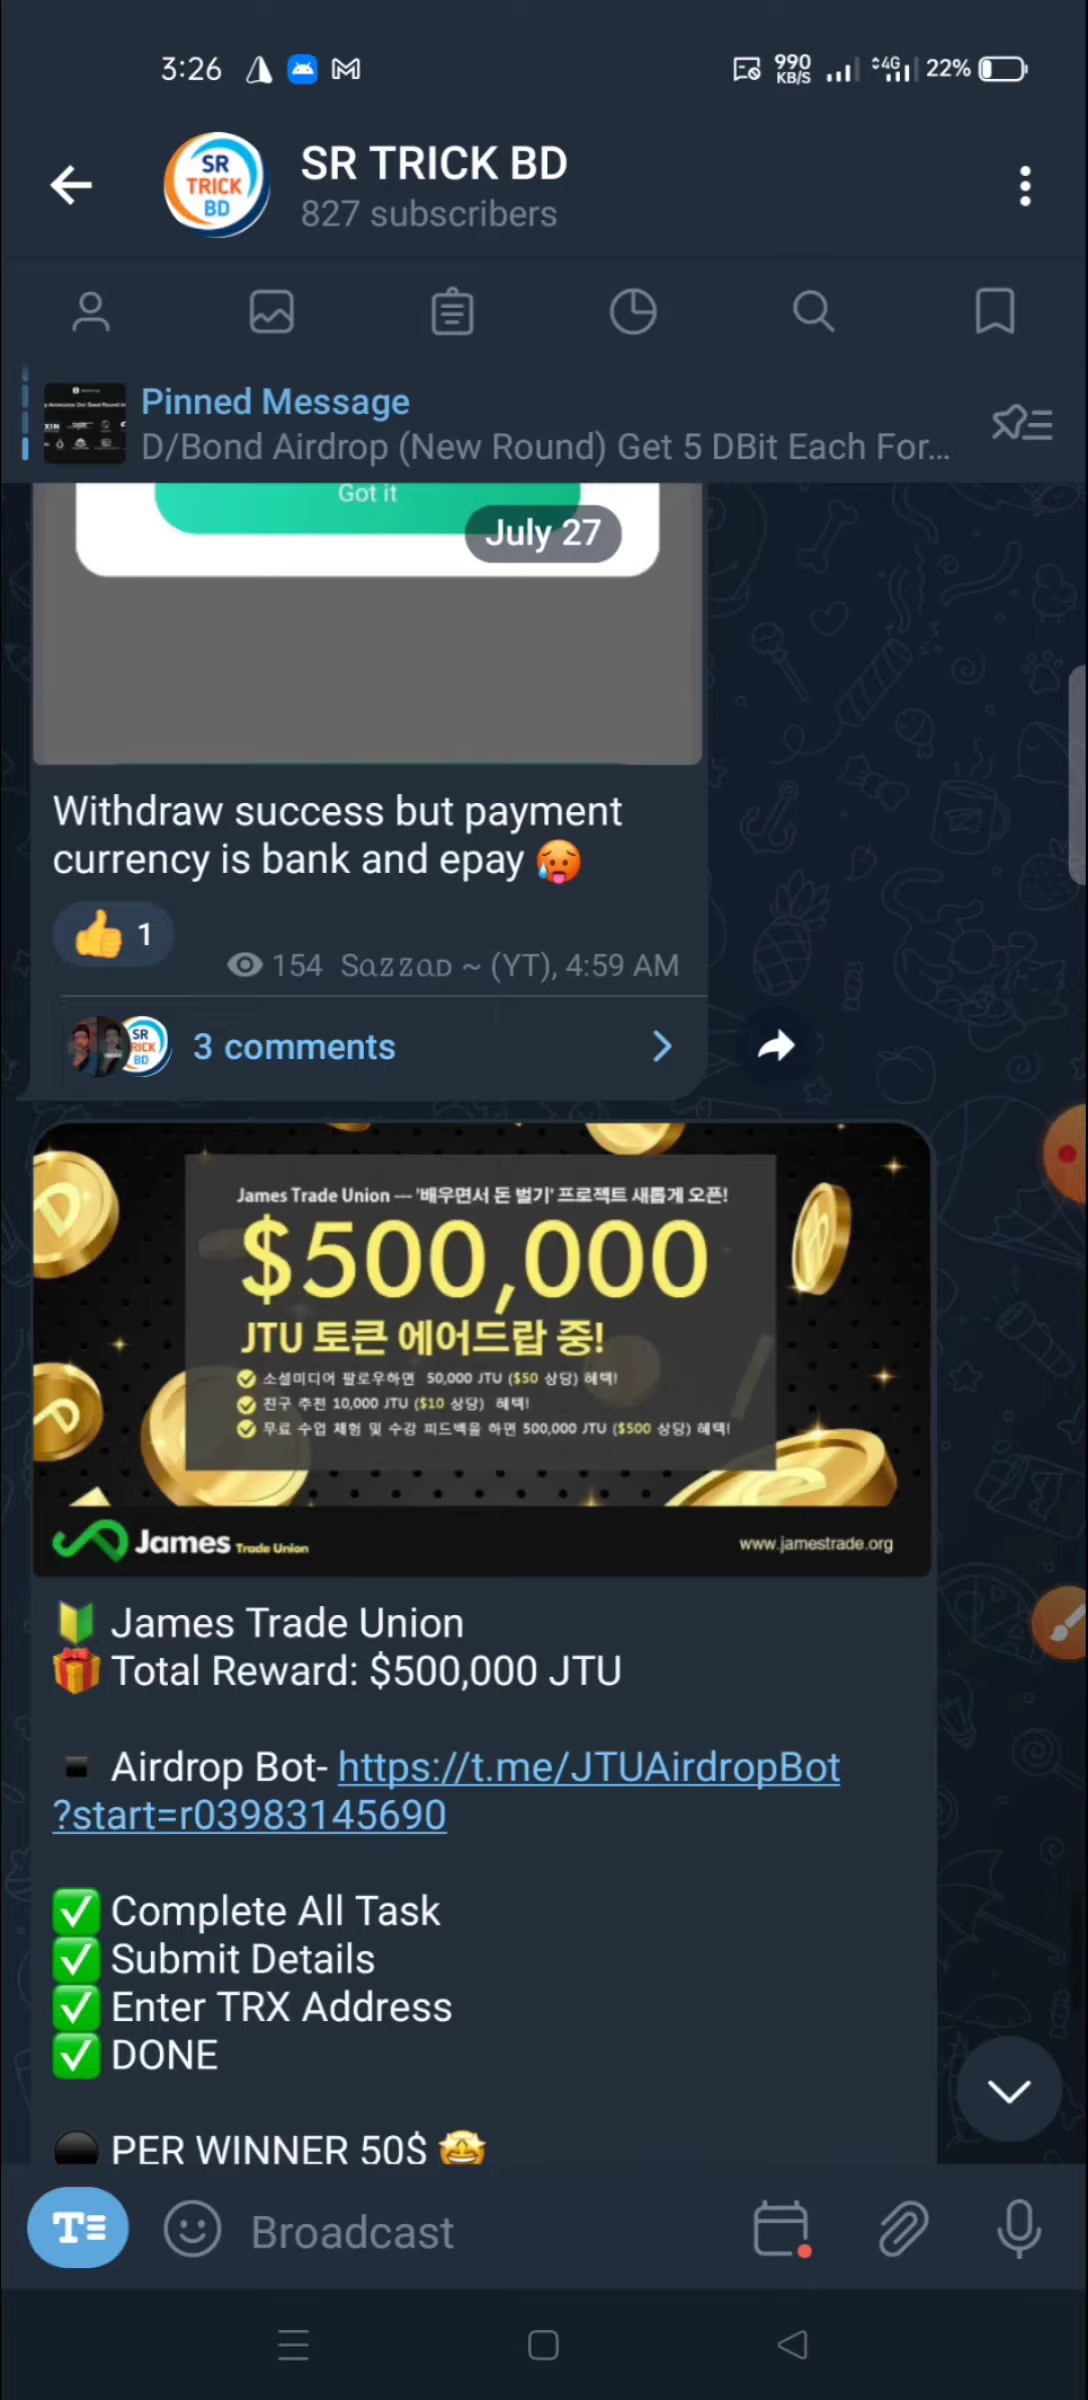 3:26
990
KB/S
4G
22%
SR
TRICK
BD
SR TRICK BD
827 subscribers
Pinned Message
D/Bond Airdrop (New Round) Get 5 DBit Each For...
Got it
July 27
Withdraw success but payment
currency is bank and epay 🥵
👍 1
154 Sazzad ~ (YT), 4:59 AM
SR
RICK
BD
3 comments
James Trade Union --- '배우면서 돈 벌기' 프로젝트 새롭게 오픈!
$500,000
JTU 토큰 에어드랍 중!
소셜미디어 팔로우하면 50,000 JTU ($50 상당) 혜택!
친구 추천 10,000 JTU ($10 상당) 혜택!
무료 수업 체험 및 수강 피드백을 하면 500,000 JTU ($500 상당) 혜택!
James Trade Union
www.jamestrade.org
🔰 James Trade Union
🎁 Total Reward: $500,000 JTU
▪️ Airdrop Bot- https://t.me/JTUAirdropBot
?start=r03983145690
✅ Complete All Task
✅ Submit Details
✅ Enter TRX Address
✅ DONE
⚫ PER WINNER 50$ 🤩
T
Broadcast